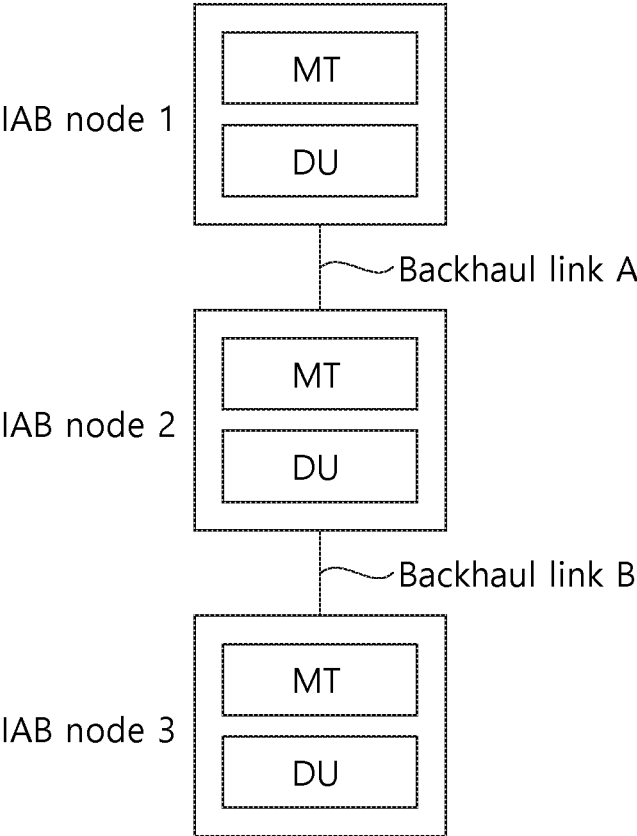 MT
IAB node 1
DU
Backhaul link A
MT
IAB node 2
DU
Backhaul link B
MT
IAB node 3
DU